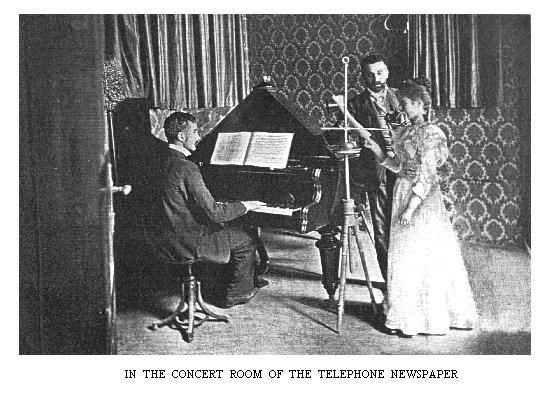 IN THE CONCERT ROOM OF THE TELEPHONE NEWSPAPER